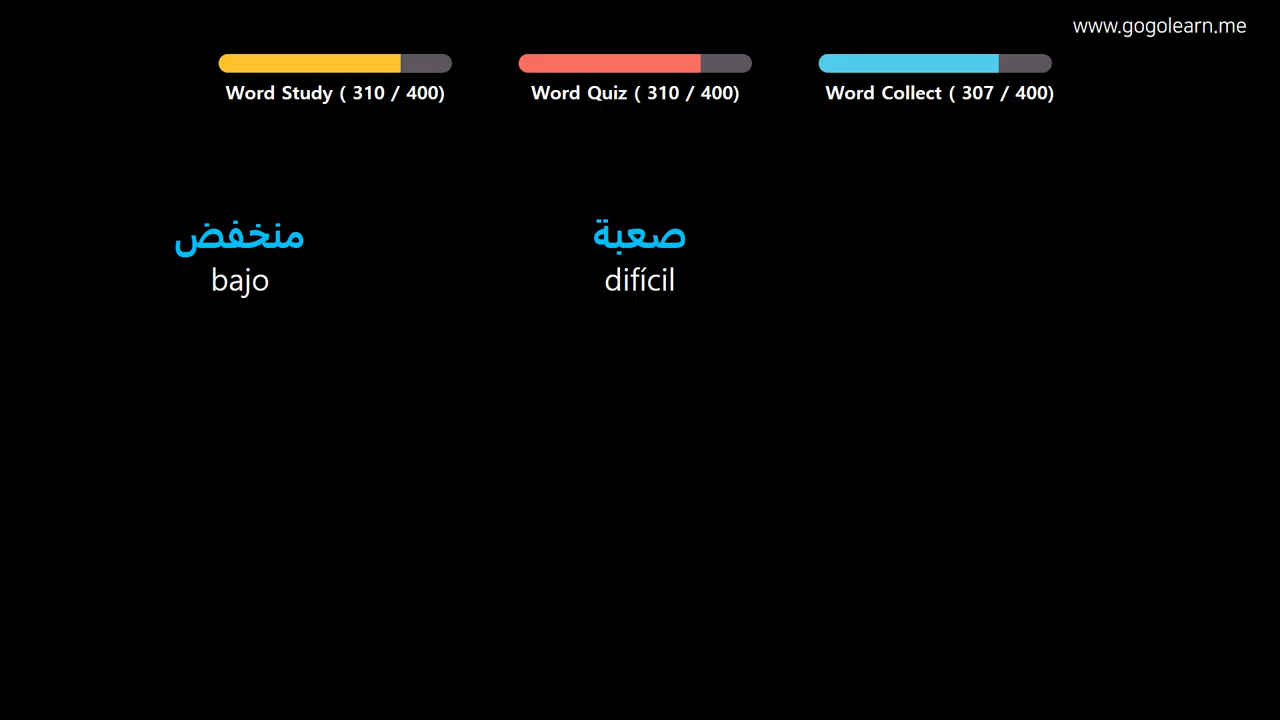 www.gogolearn.me
Word Study ( 310 / 400)
Word Quiz ( 310 / 400)
Word Collect ( 307 / 400)
منخفض
bajo
صعبة
difícil